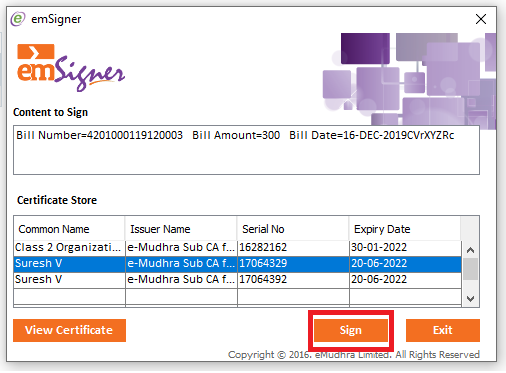 emSigner
emSigner
Content to Sign
Bill Number=4201000119120003 Bill Amount=300 Bill Date=16-DEC-2019CVrXYZRc
Certificate Store
Common Name Issuer Name Serial No Expiry Date
Class 2 Organizati... e-Mudhra Sub CA f... 16282162 30-01-2022
Suresh V e-Mudhra Sub CA f... 17064329 20-06-2022
Suresh V e-Mudhra Sub CA f... 17064392 20-06-2022
View Certificate Sign Exit
Copyright © 2016. eMudhra Limited. All Rights Reserved